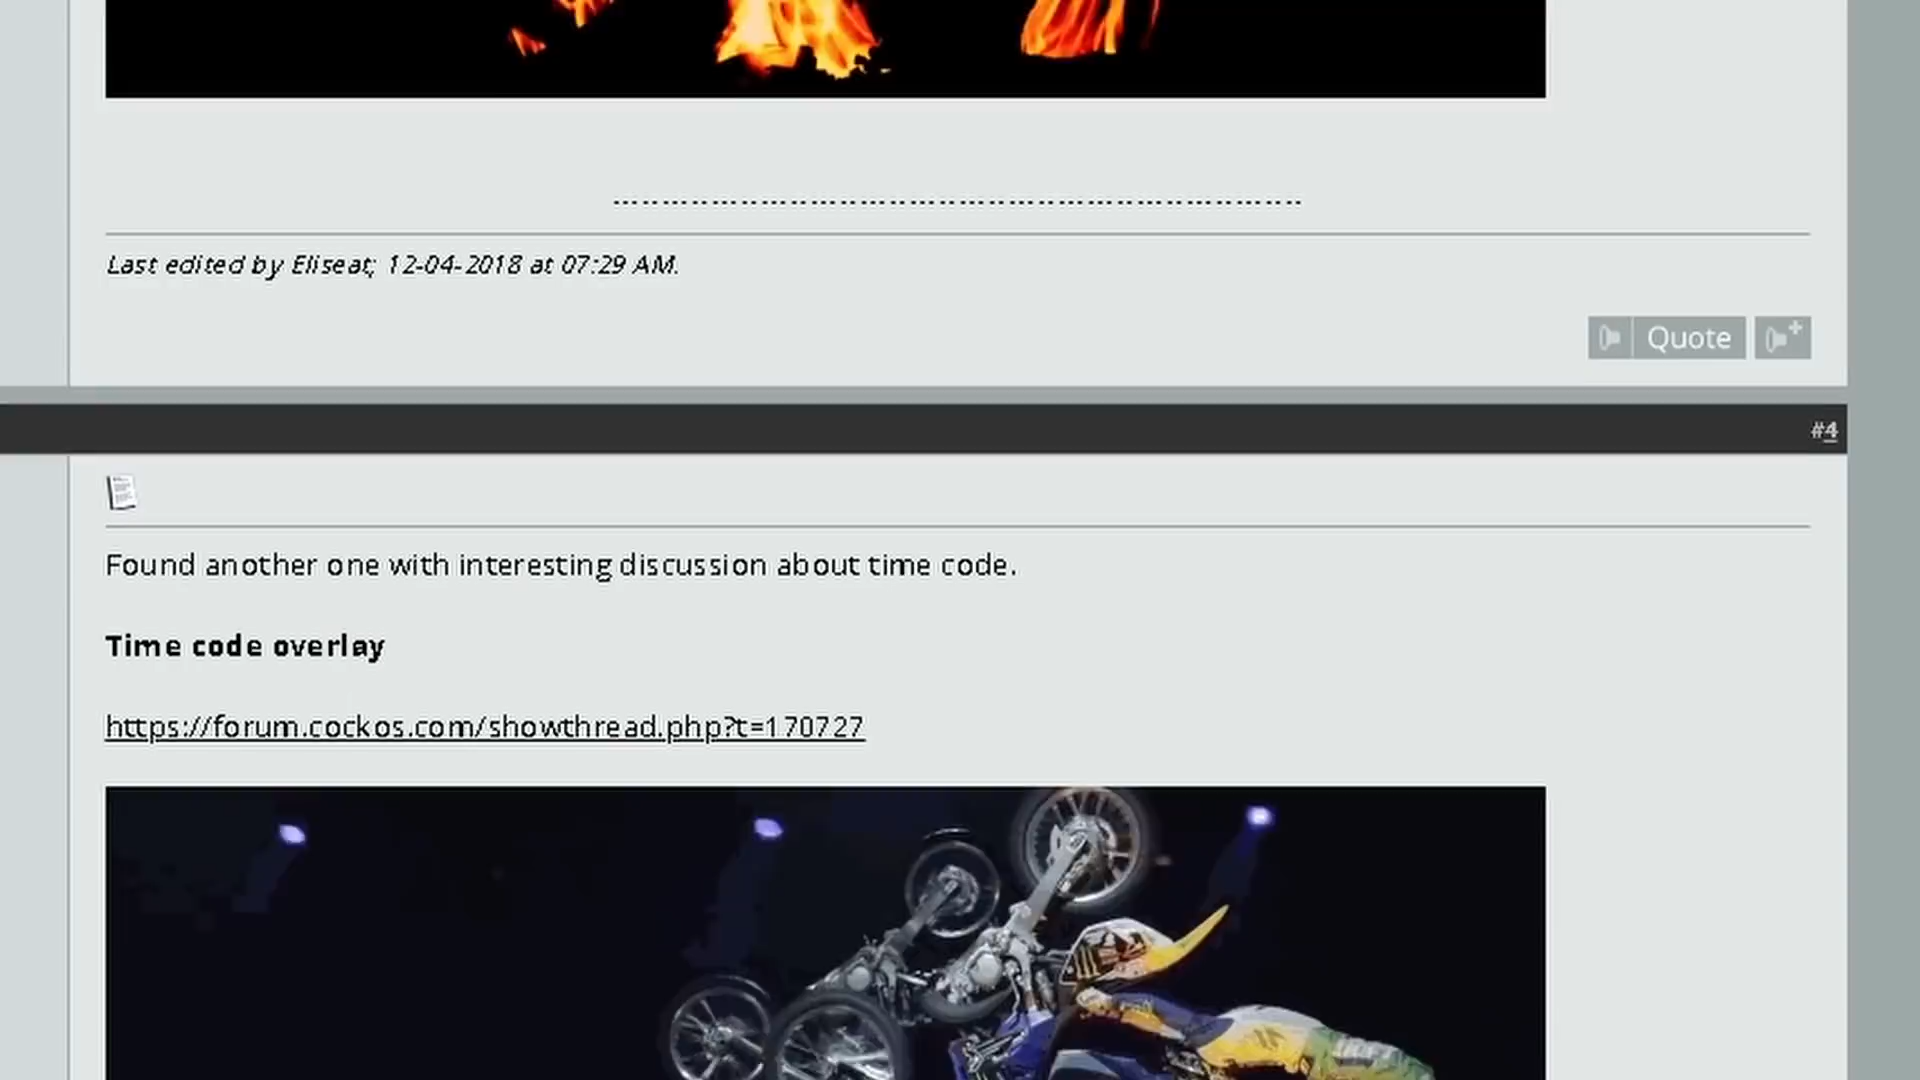 --------------------------------------------------------------------
Last edited by Eliseat; 12-04-2018 at 07:29 AM.
Quote
#4
Found another one with interesting discussion about time code.
Time code overlay
https://forum.cockos.com/showthread.php?t=170727